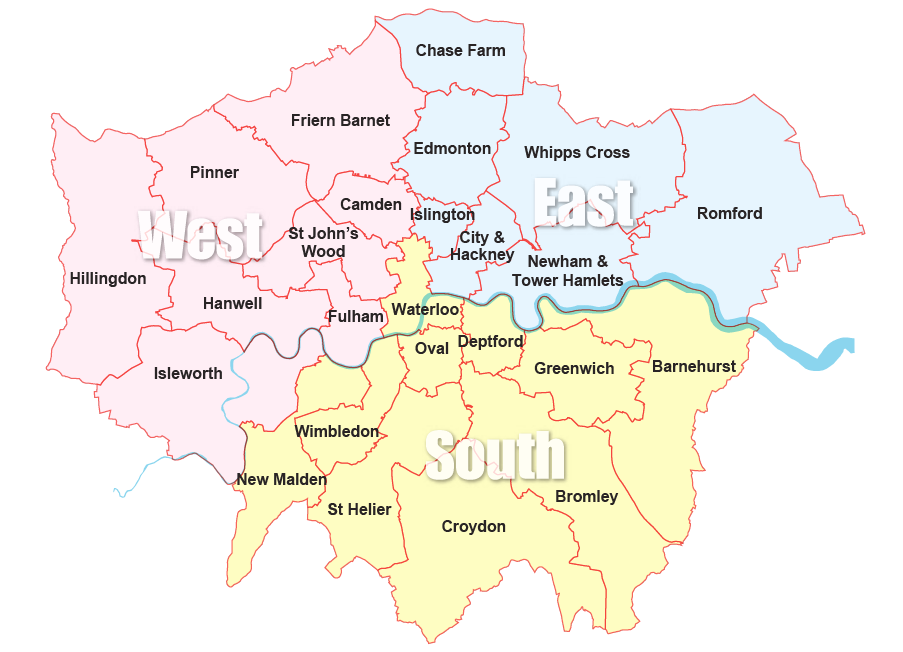 Chase Farm
Friern Barnet
Edmonton
Whipps Cross
Pinner
Camden
East
Romford
Islington
West
St John's
Wood
City &
Hackney
Hillingdon
Newham &
Tower Hamlets
Hanwell
Fulham
Waterloo
Oval
Deptford
Isleworth
Greenwich
Barnehurst
Wimbledon
South
New Malden
St Helier
Croydon
Bromley